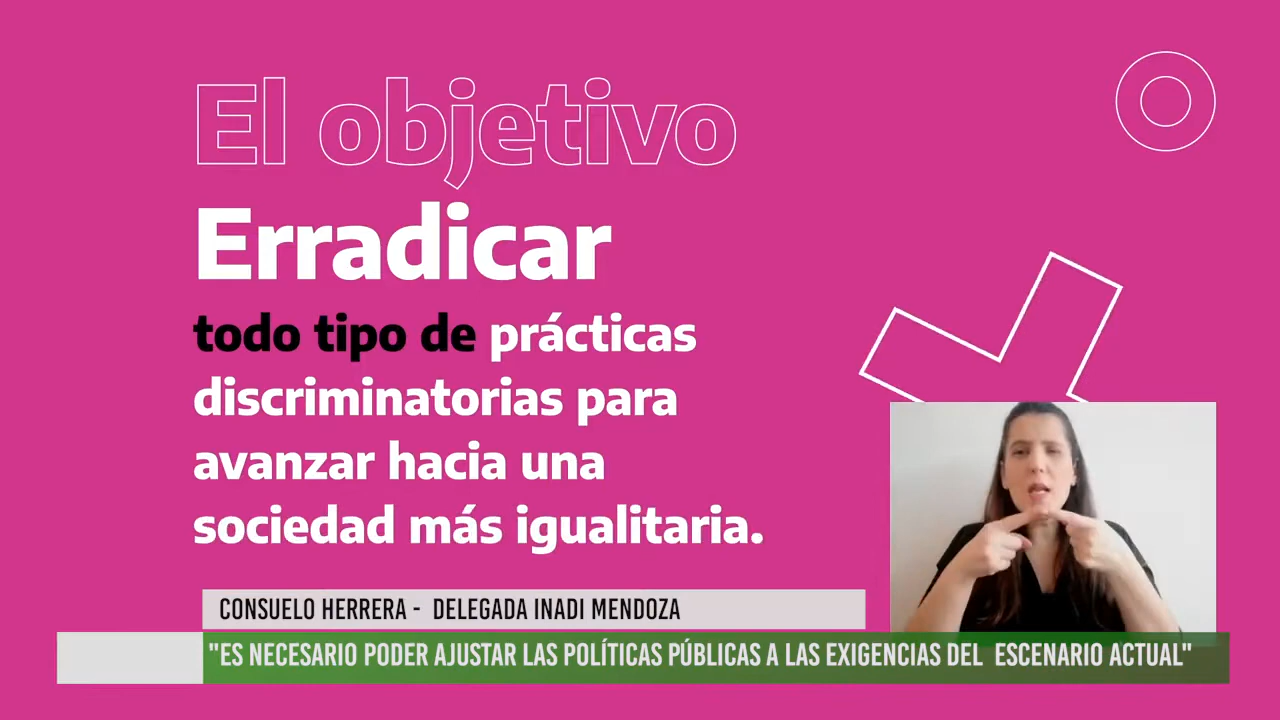 El objetivo
Erradicar
todo tipo de prácticas
discriminatorias para
avanzar hacia una
sociedad más igualitaria.
CONSUELO HERRERA - DELEGADA INADI MENDOZA
"ES NECESARIO PODER AJUSTAR LAS POLÍTICAS PÚBLICAS A LAS EXIGENCIAS DEL ESCENARIO ACTUAL"